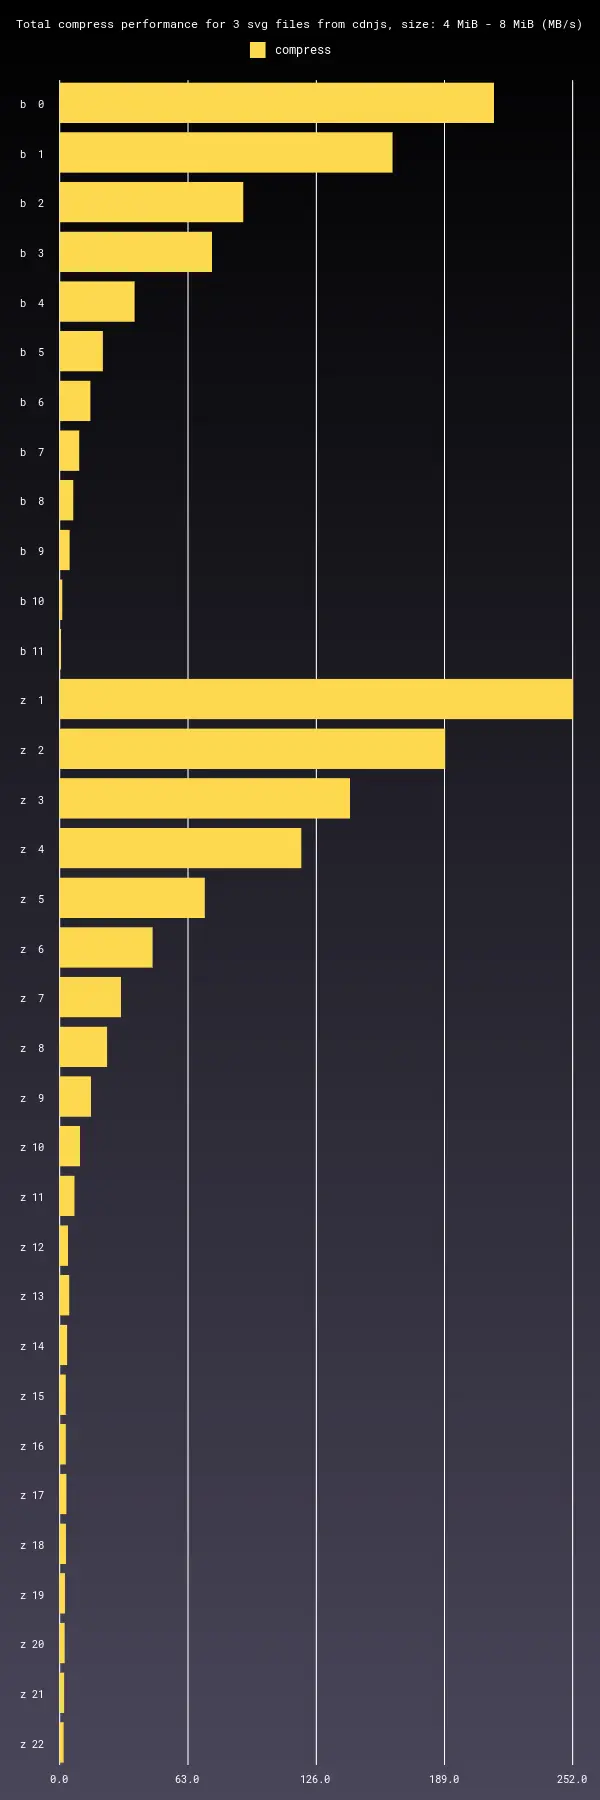 Total compress performance for 3 svg files from cdnjs, size: 4 MiB - 8 MiB (MB/s)
compress
b  0
b  1
b  2
b  3
b  4
b  5
b  6
b  7
b  8
b  9
b 10
b 11
z  1
z  2
z  3
z  4
z  5
z  6
z  7
z  8
z  9
z 10
z 11
z 12
z 13
z 14
z 15
z 16
z 17
z 18
z 19
z 20
z 21
z 22
0.0 63.0 126.0 189.0 252.0